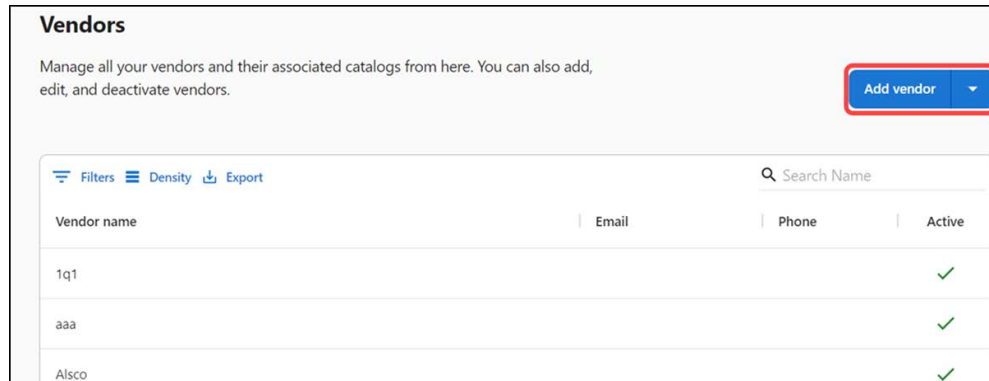 Vendors
Manage all your vendors and their associated catalogs from here. You can also add,
edit, and deactivate vendors.
Add vendor
Filters Density Export
Search Name
Vendor name Email Phone Active
1q1
aaa
Alsco